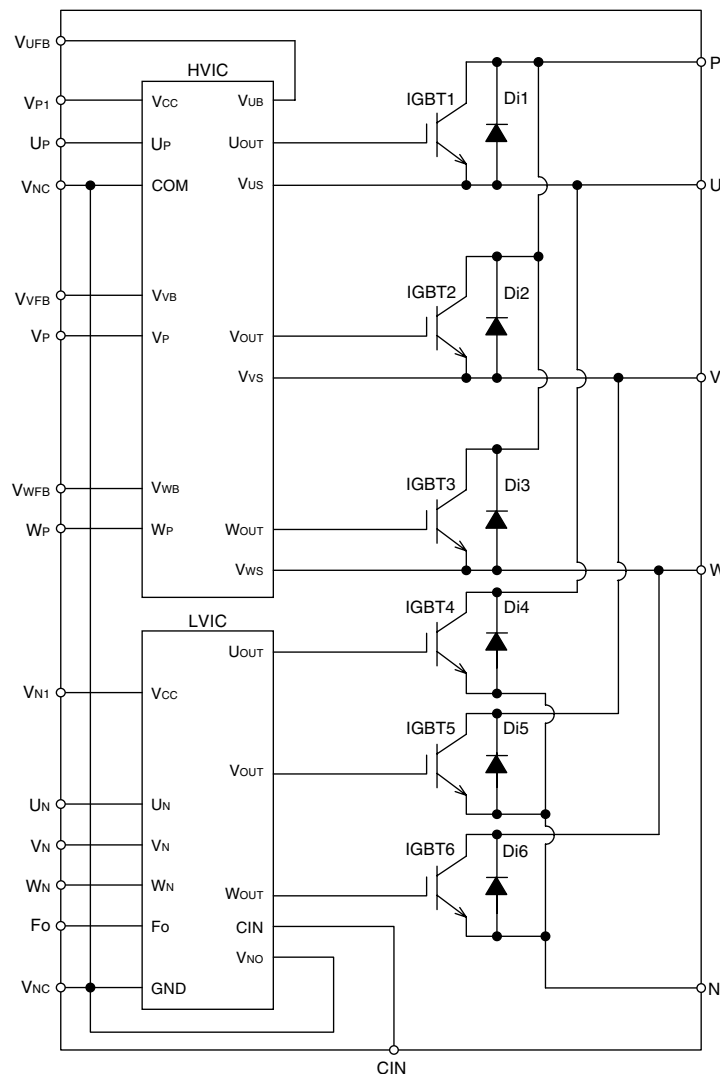 VUFB
HVIC
P
VP1
VCC
VUB
IGBT1
Di1
UP
UP
UOUT
VNC
COM
VUS
U
VVFB
VVB
IGBT2
Di2
VP
VP
VOUT
VVS
V
VWFB
VWB
IGBT3
Di3
WP
WP
WOUT
VWS
W
LVIC
IGBT4
Di4
UOUT
VN1
VCC
IGBT5
Di5
VOUT
UN
UN
VN
VN
IGBT6
Di6
WN
WN
WOUT
Fo
Fo
CIN
VNO
VNC
GND
N
CIN